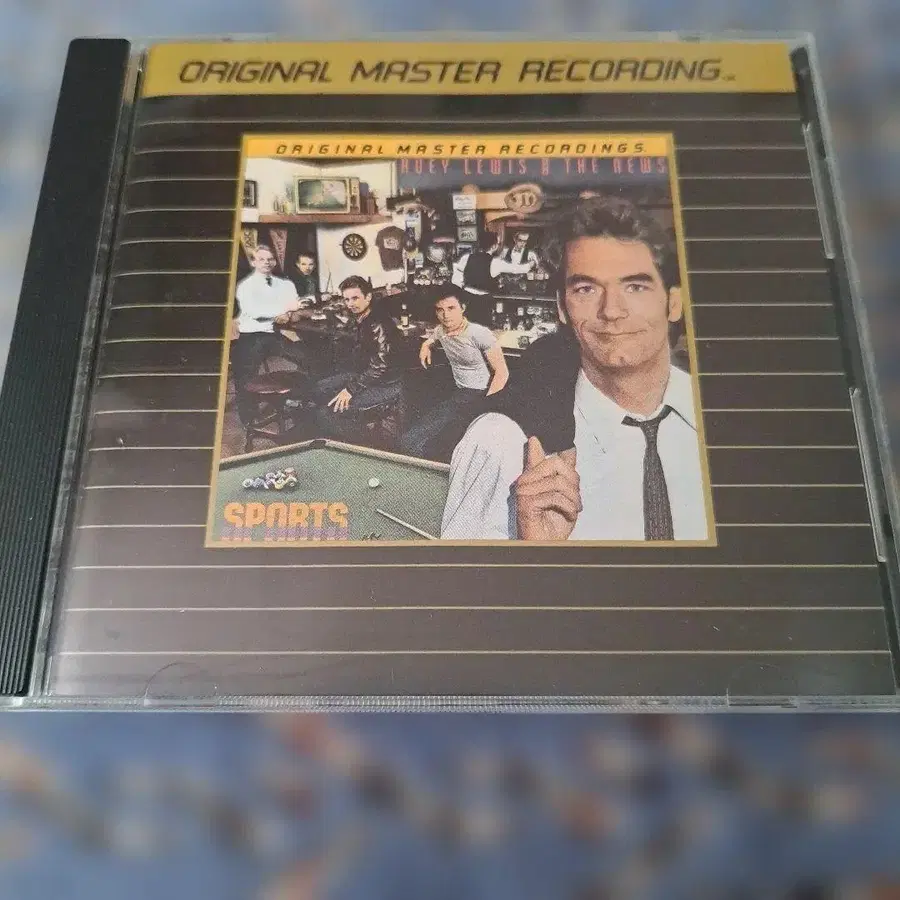 ORIGINAL MASTER RECORDING
ORIGINAL MASTER RECORDINGS
HUEY LEWIS & THE NEWS
SPORTS